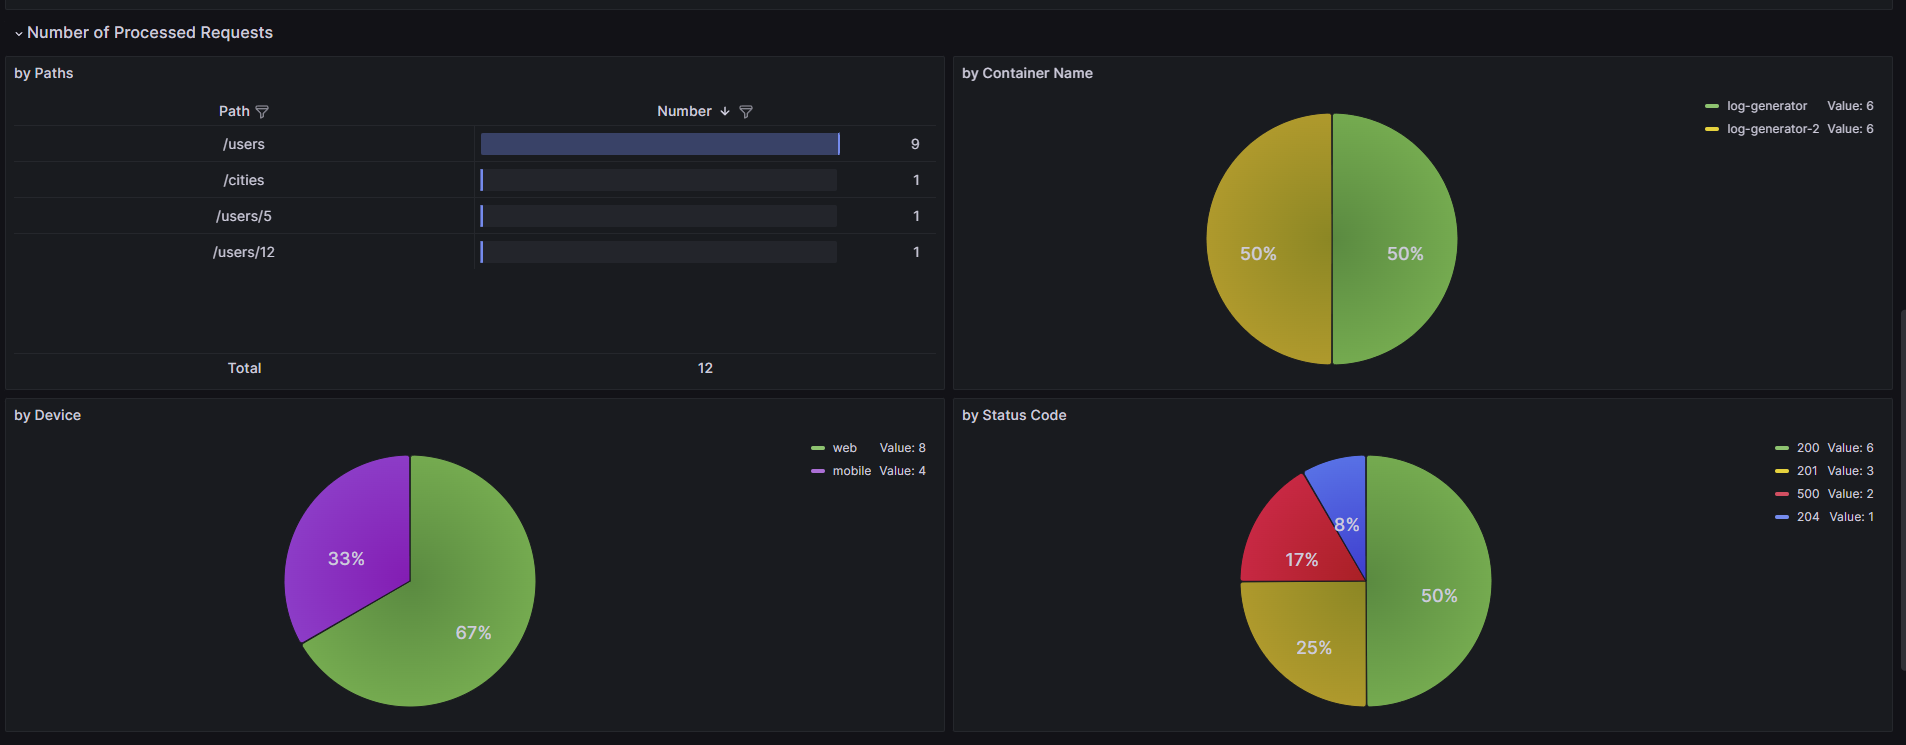 Number of Processed Requests
by Paths
Path Number
/users 9
/cities 1
/users/5 1
/users/12 1
Total 12
by Container Name
log-generator Value: 6
log-generator-2 Value: 6
50% 50%
by Device
web Value: 8
mobile Value: 4
33%
67%
by Status Code
200 Value: 6
201 Value: 3
500 Value: 2
204 Value: 1
8%
17%
50%
25%